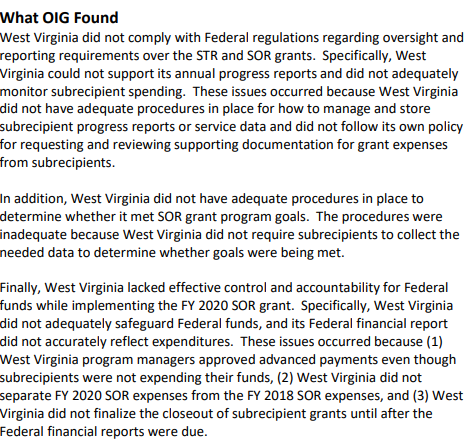 What OIG Found
West Virginia did not comply with Federal regulations regarding oversight and
reporting requirements over the STR and SOR grants.  Specifically, West
Virginia could not support its annual progress reports and did not adequately
monitor subrecipient spending.  These issues occurred because West Virginia
did not have adequate procedures in place for how to manage and store
subrecipient progress reports or service data and did not follow its own policy
for requesting and reviewing supporting documentation for grant expenses
from subrecipients.
In addition, West Virginia did not have adequate procedures in place to
determine whether it met SOR grant program goals.  The procedures were
inadequate because West Virginia did not require subrecipients to collect the
needed data to determine whether goals were being met.
Finally, West Virginia lacked effective control and accountability for Federal
funds while implementing the FY 2020 SOR grant.  Specifically, West Virginia
did not adequately safeguard Federal funds, and its Federal financial report
did not accurately reflect expenditures.  These issues occurred because (1)
West Virginia program managers approved advanced payments even though
subrecipients were not expending their funds, (2) West Virginia did not
separate FY 2020 SOR expenses from the FY 2018 SOR expenses, and (3) West
Virginia did not finalize the closeout of subrecipient grants until after the
Federal financial reports were due.